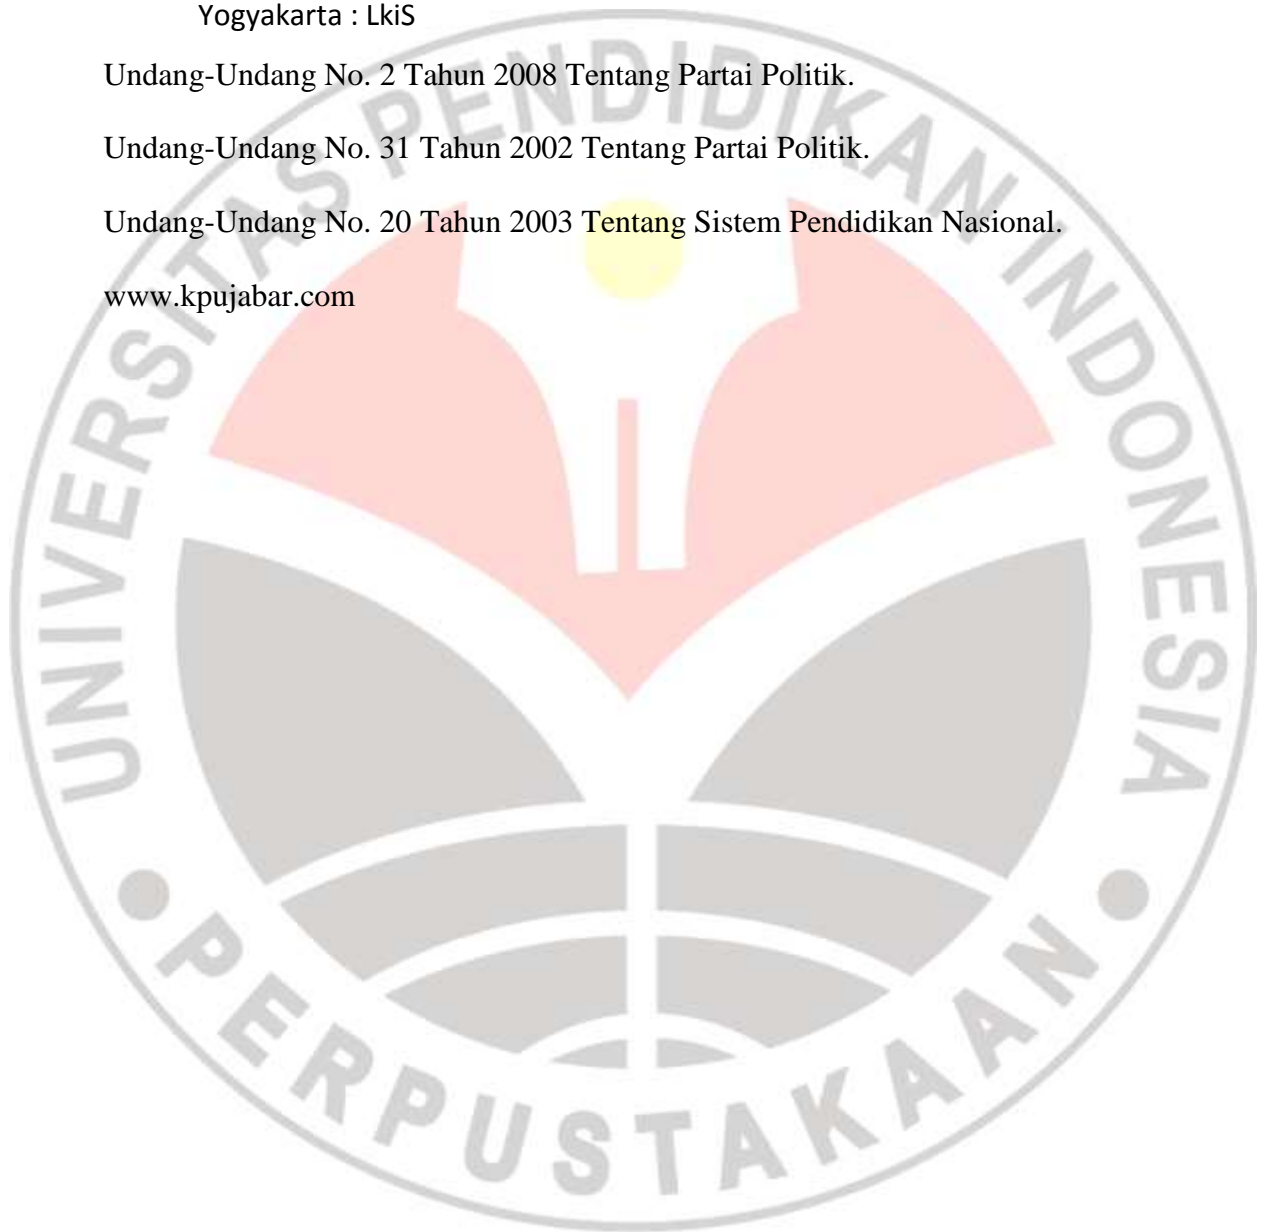 Yogyakarta : LkiS
Undang-Undang No. 2 Tahun 2008 Tentang Partai Politik.
Undang-Undang No. 31 Tahun 2002 Tentang Partai Politik.
Undang-Undang No. 20 Tahun 2003 Tentang Sistem Pendidikan Nasional.
www.kpujabar.com
UNIVERSITAS PENDIDIKAN INDONESIA
PERPUSTAKAAN